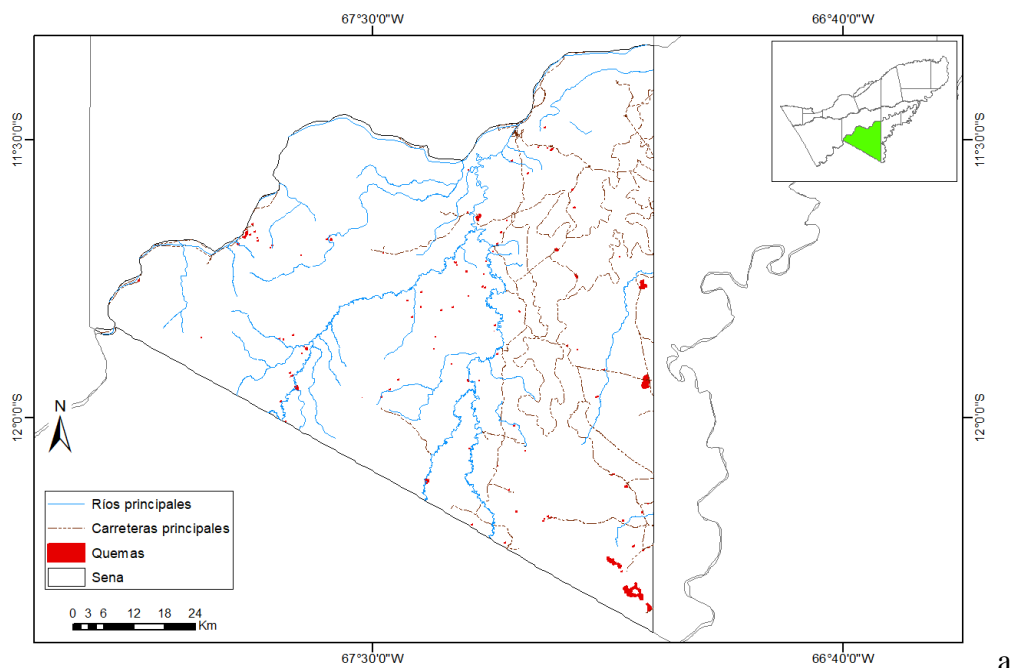 67°30'0"W 66°40'0"W
11°30'0"S 11°30'0"S
12°0'0"S 12°0'0"S
N
Ríos principales
Carreteras principales
Quemas
Sena
0 3 6 12 18 24
Km
67°30'0"W 66°40'0"W
a